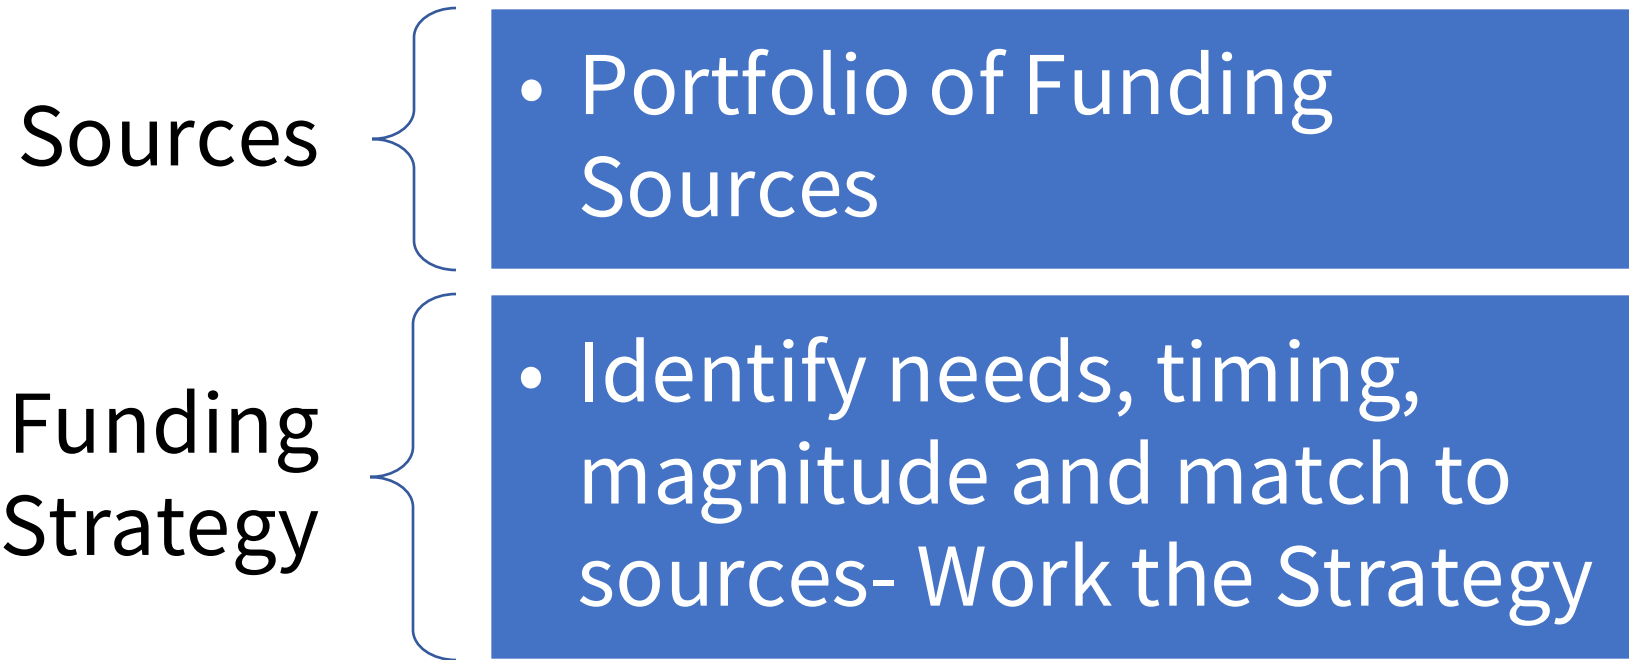 Sources
• Portfolio of Funding
Sources
Funding
Strategy
• Identify needs, timing,
magnitude and match to
sources- Work the Strategy